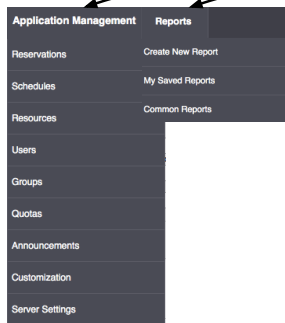 Application Management
Reports
Reservations
Create New Report
Schedules
My Saved Reports
Resources
Common Reports
Users
Groups
Quotas
Announcements
Customization
Server Settings